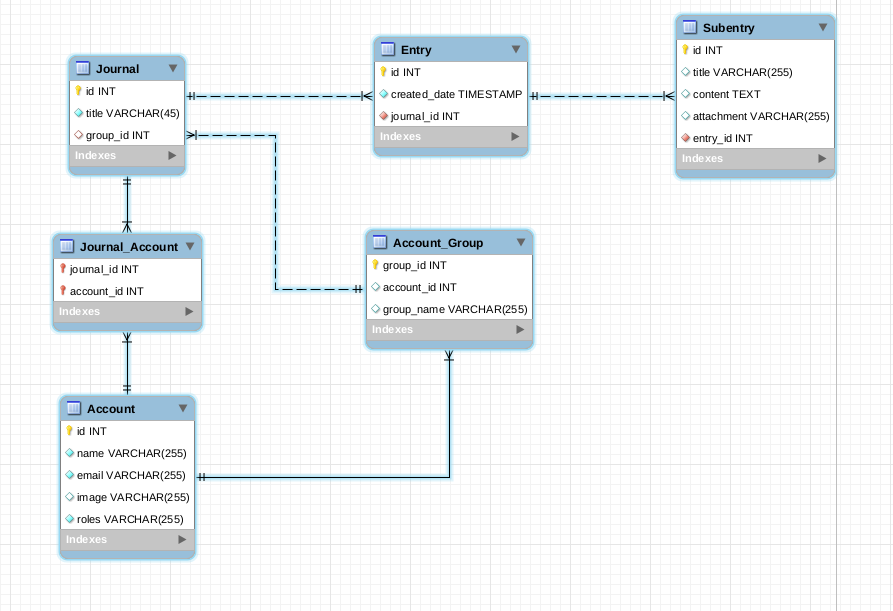 Journal
id INT
title VARCHAR(45)
group_id INT
Indexes
Entry
id INT
created_date TIMESTAMP
journal_id INT
Indexes
Subentry
id INT
title VARCHAR(255)
content TEXT
attachment VARCHAR(255)
entry_id INT
Indexes
Journal_Account
journal_id INT
account_id INT
Indexes
Account_Group
group_id INT
account_id INT
group_name VARCHAR(255)
Indexes
Account
id INT
name VARCHAR(255)
email VARCHAR(255)
image VARCHAR(255)
roles VARCHAR(255)
Indexes